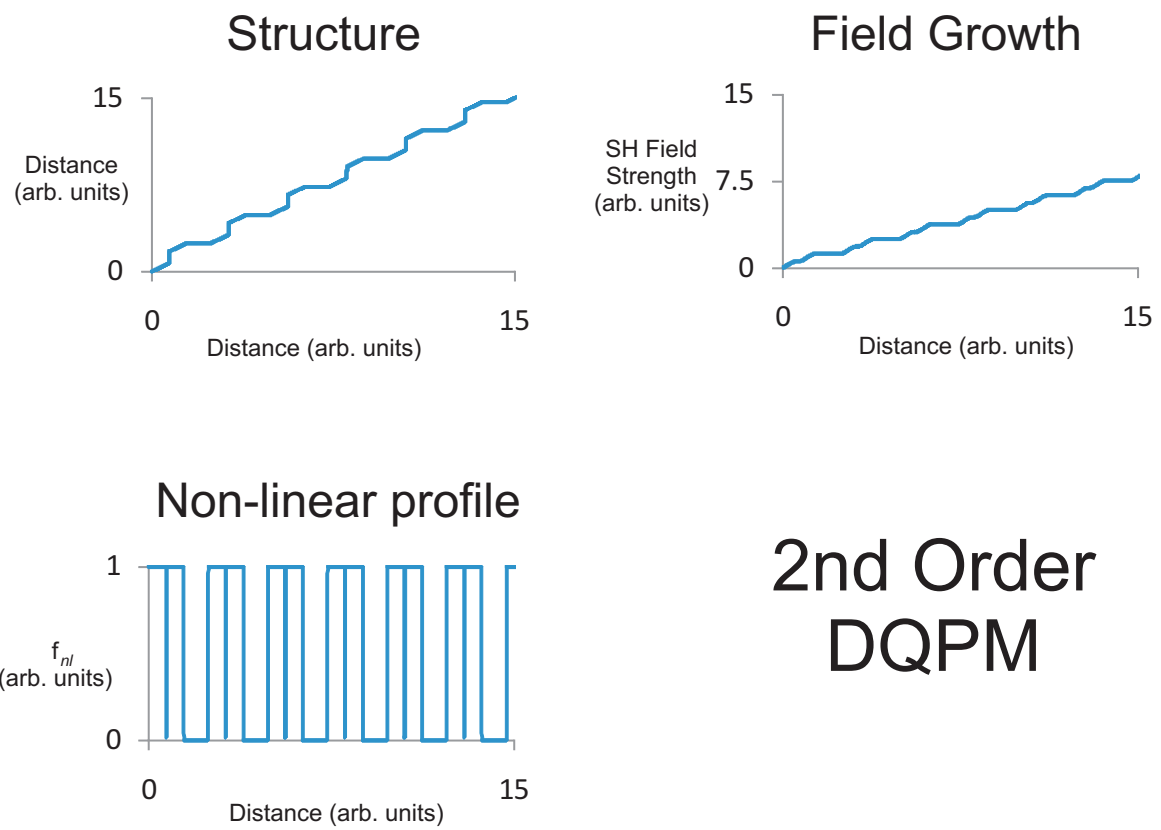 Structure
15
Distance
(arb. units)
0
0
15
Distance (arb. units)
Field Growth
15
SH Field
Strength
(arb. units)
7.5
0
0
15
Distance (arb. units)
Non-linear profile
1
fnl
(arb. units)
0
0
15
Distance (arb. units)
2nd Order
DQPM